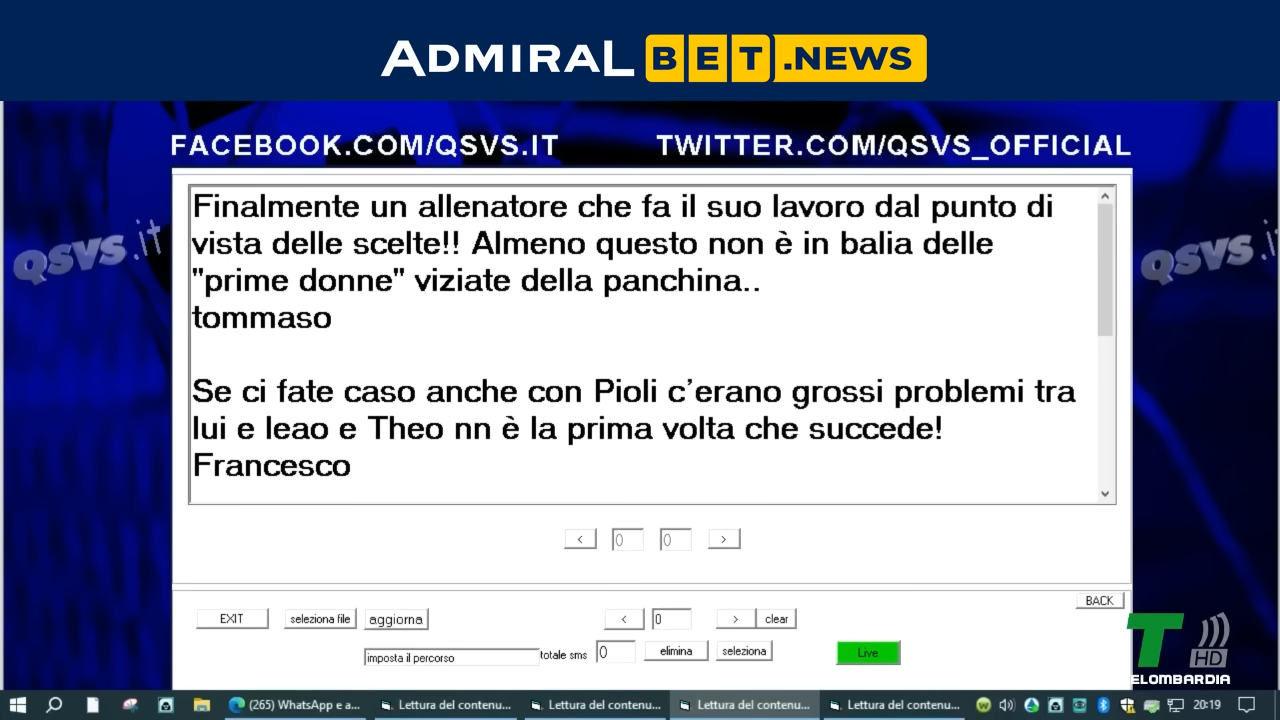 ADMIRALBET.NEWS
FACEBOOK.COM/QSVS.IT
TWITTER.COM/QSVS_OFFICIAL
QSVS.it
QSVS.i
Finalmente un allenatore che fa il suo lavoro dal punto di
vista delle scelte!! Almeno questo non è in balia delle
"prime donne" viziate della panchina..
tommaso
Se ci fate caso anche con Pioli c'erano grossi problemi tra
lui e leao e Theo nn è la prima volta che succede!
Francesco
< 0 0 >
BACK
EXIT seleziona file aggiorna < 0 > clear
imposta il percorso totale sms 0 elimina seleziona Live
T HD
ELOMBARDIA
(265) WhatsApp e a... Lettura del contenu... Lettura del contenu... Lettura del contenu... Lettura del contenu... 20:19